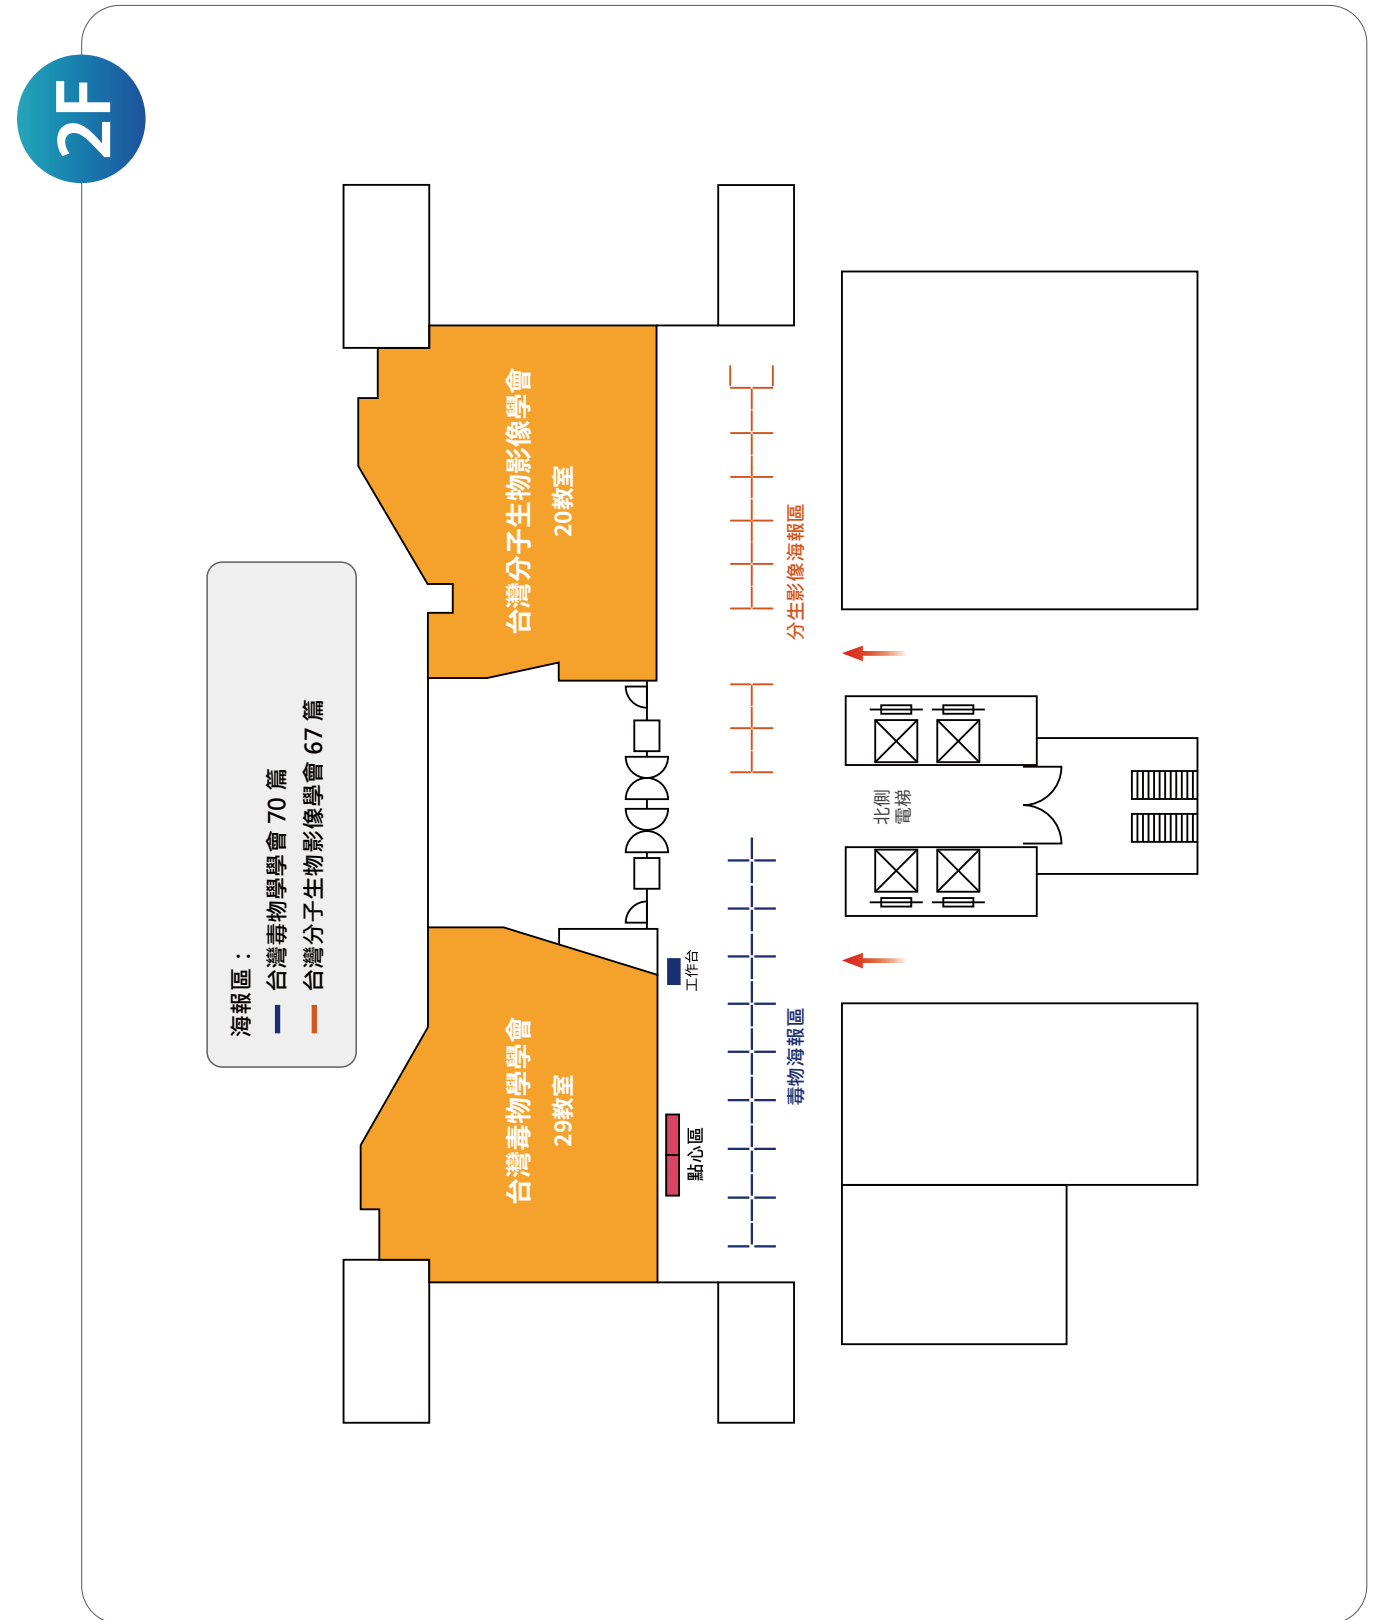 2F
海報區：
台灣毒物學學會 70 篇
台灣分子生物影像學會 67 篇
台灣毒物學學會
29教室
台灣分子生物影像學會
20教室
工作台
點心區
毒物海報區
分生影像海報區
北側
電梯